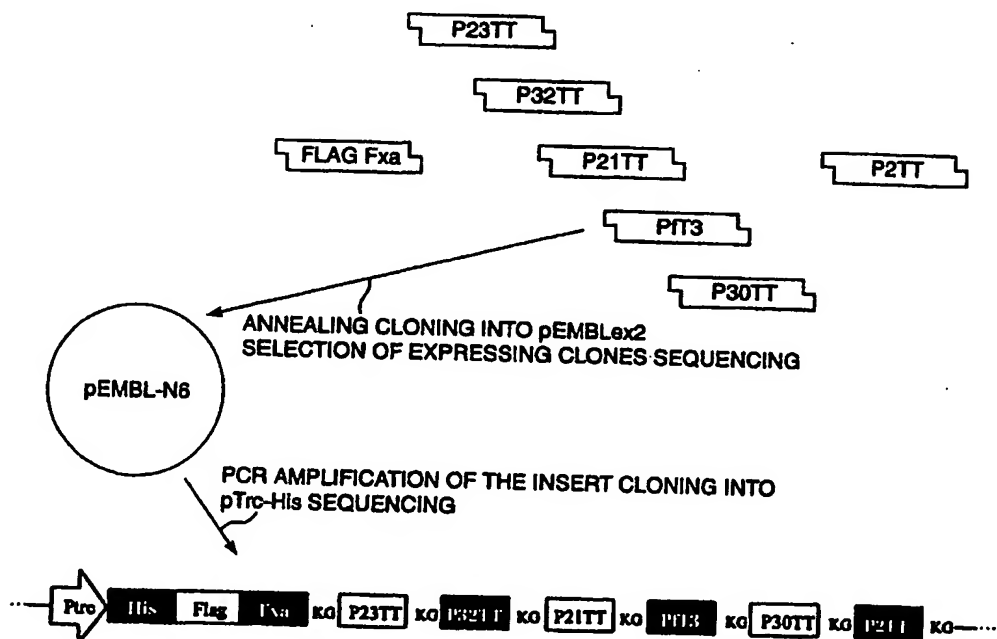 P23TT
P32TT
FLAG Fxa
P21TT
P2TT
PfT3
P30TT
ANNEALING CLONING INTO pEMBLex2
SELECTION OF EXPRESSING CLONES SEQUENCING
pEMBL-N6
PCR AMPLIFICATION OF THE INSERT CLONING INTO
pTrc-His SEQUENCING
Ptrc His Flag Fxa KG P23TT KG P32TT KG P21TT KG PfT3 KG P30TT KG P2TT KG